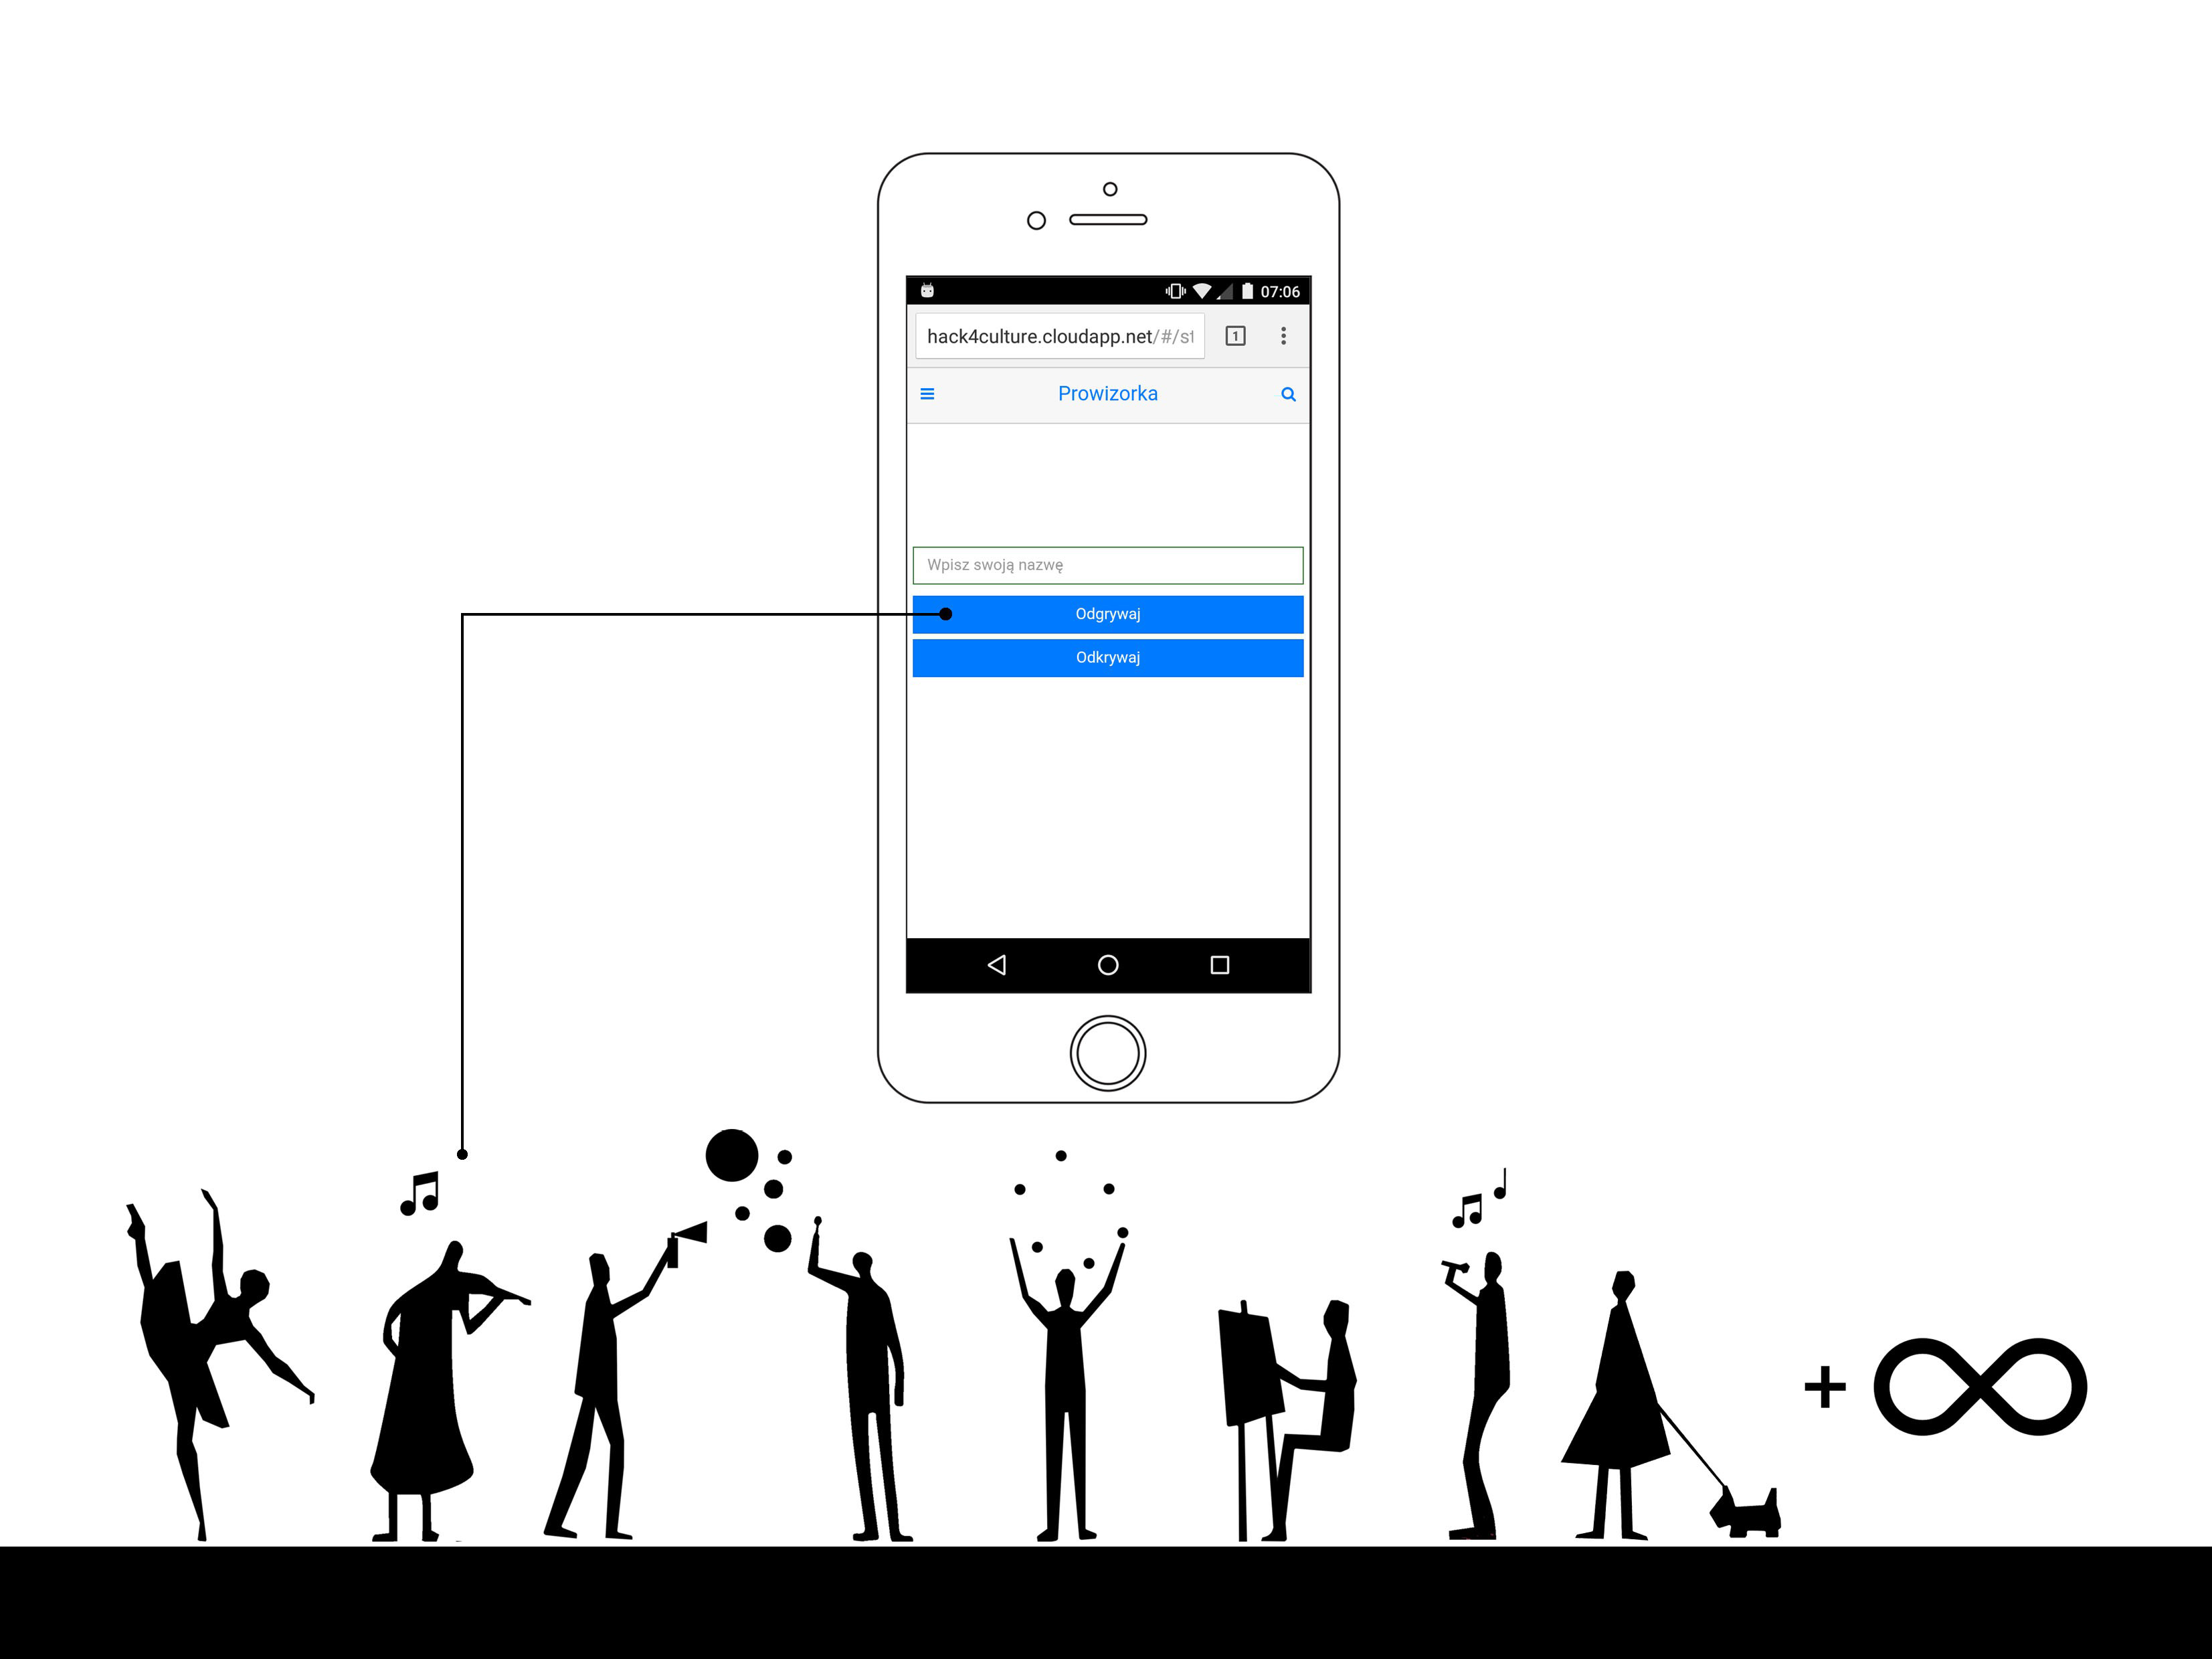 07:06
hack4culture.cloudapp.net/#/st
1
Prowizorka
Wpisz swoją nazwę
Odgrywaj
Odkrywaj
+ ∞